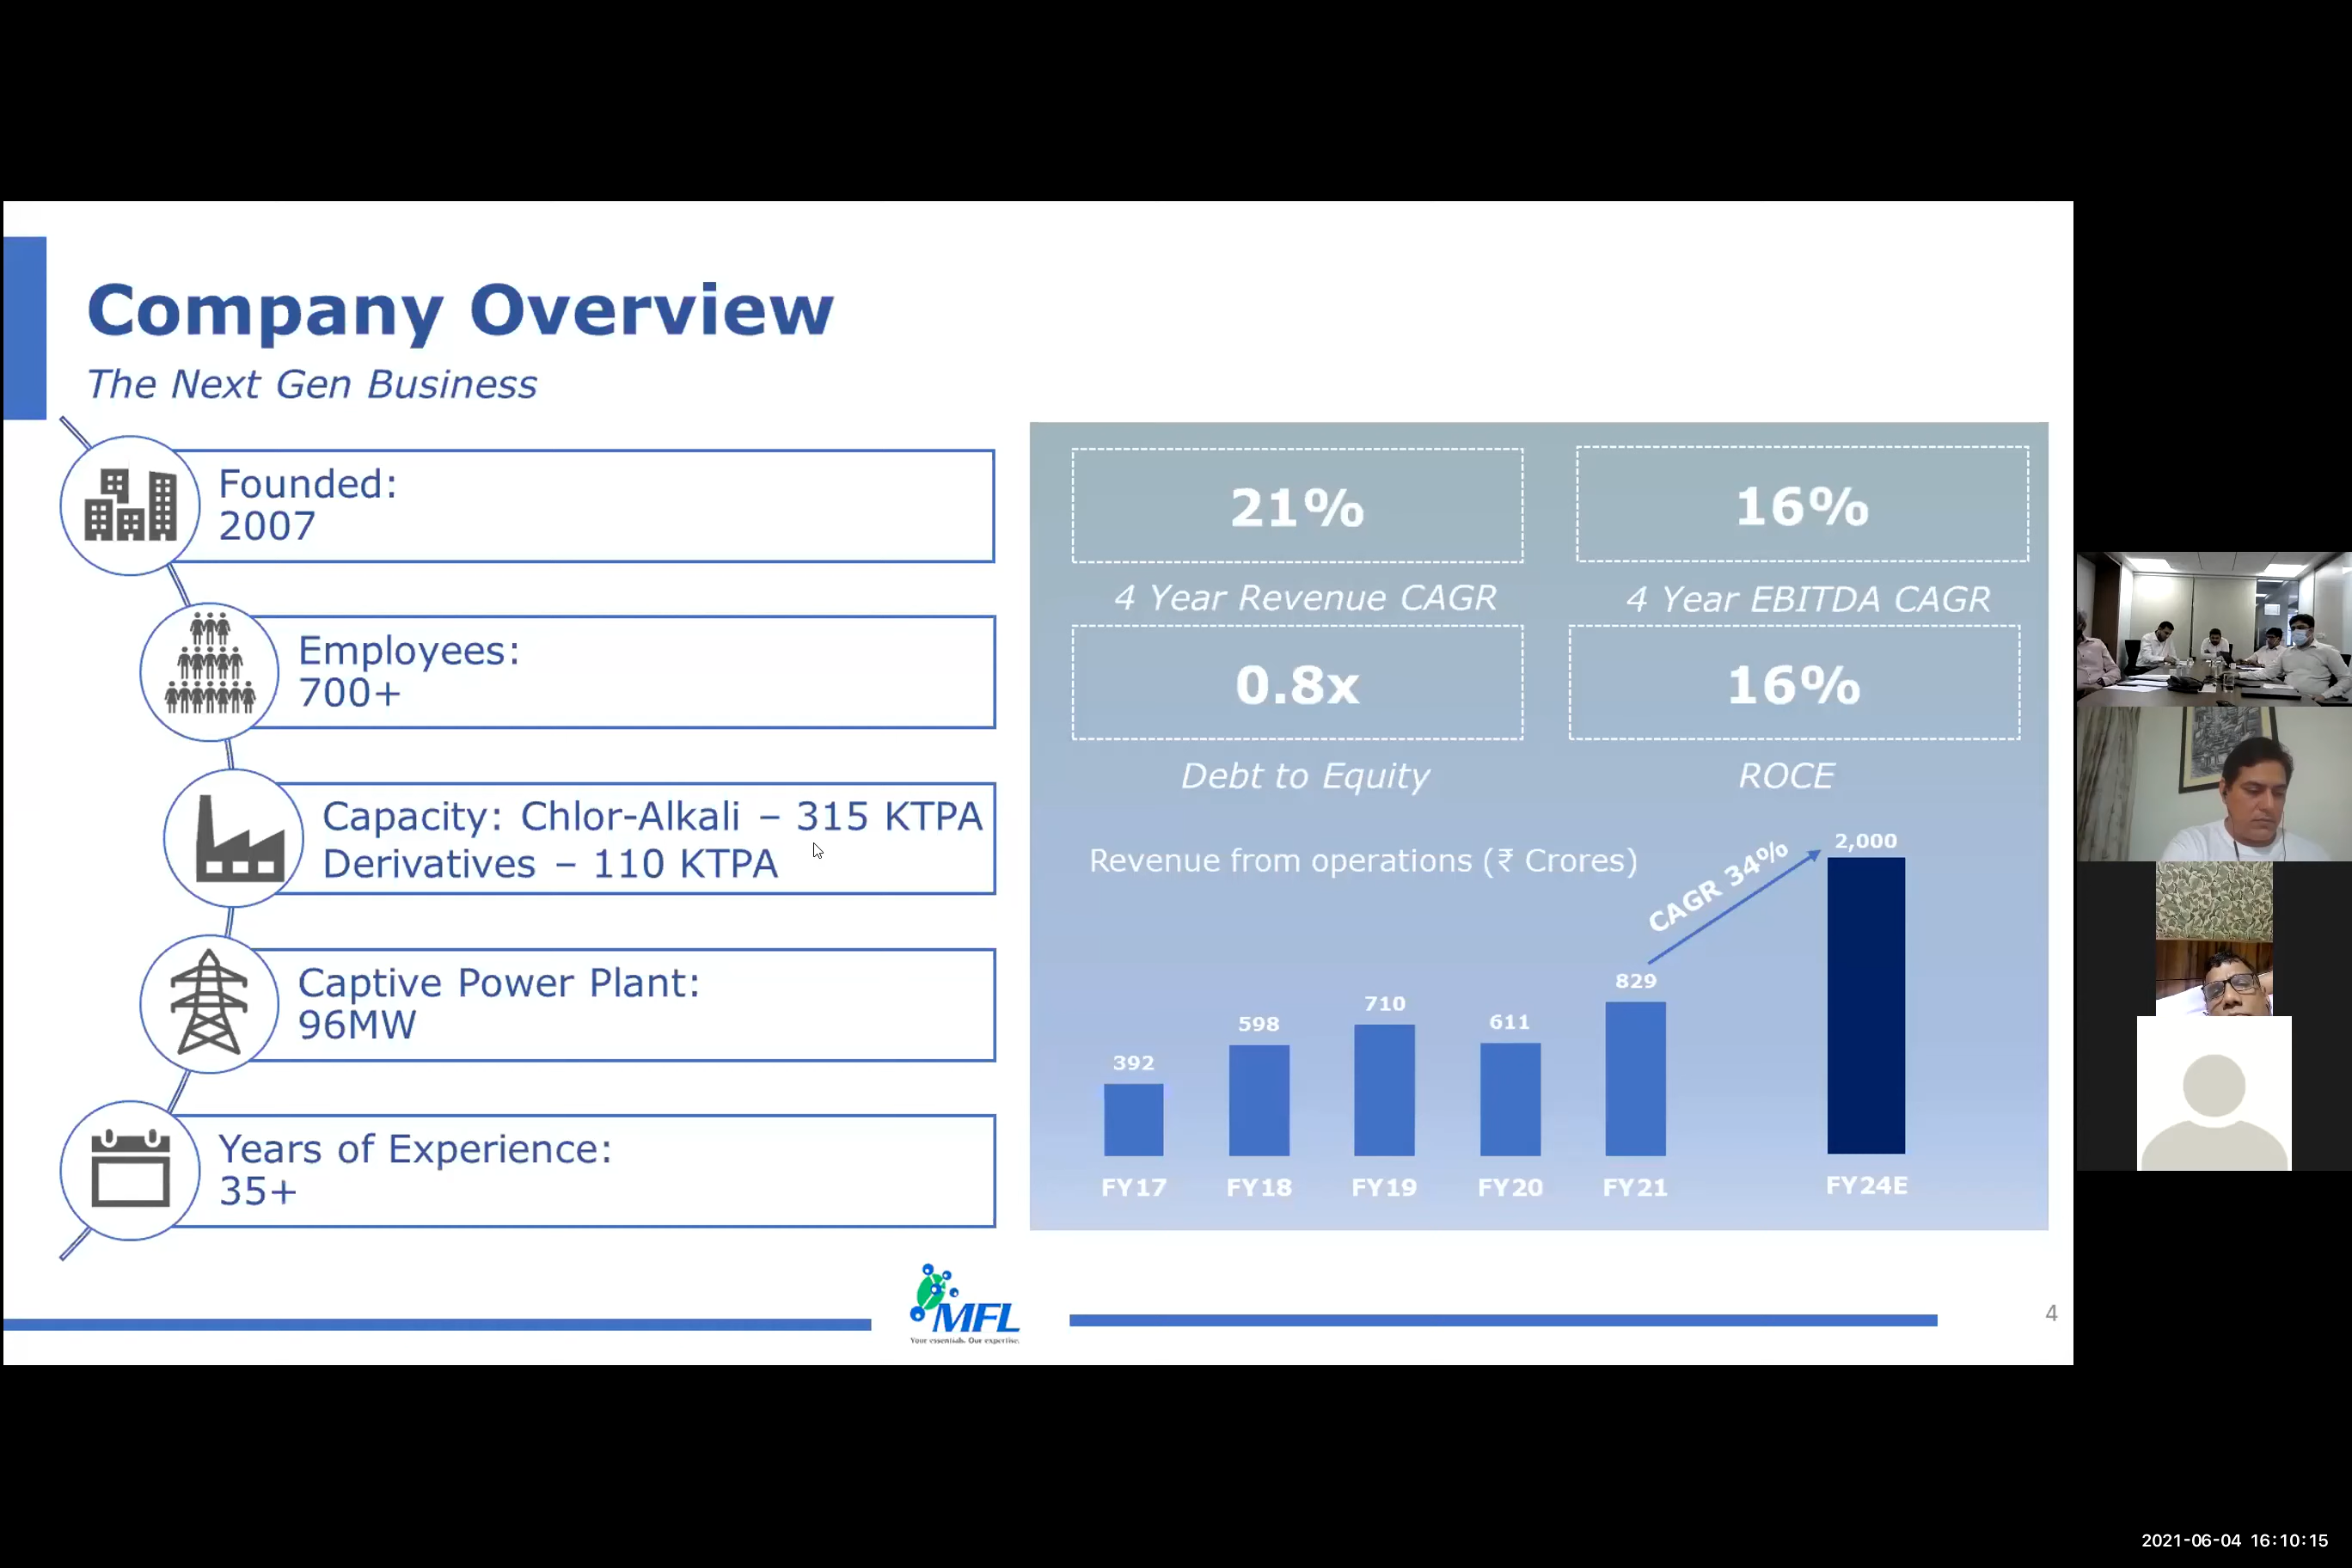 Company Overview
The Next Gen Business
Founded:
2007
Employees:
700+
Capacity: Chlor-Alkali – 315 KTPA
Derivatives – 110 KTPA
Captive Power Plant:
96MW
Years of Experience:
35+
21%
4 Year Revenue CAGR
16%
4 Year EBITDA CAGR
0.8x
Debt to Equity
16%
ROCE
Revenue from operations (₹ Crores)
CAGR 34%
2,000
829
710
598
611
392
FY17 FY18 FY19 FY20 FY21 FY24E
MFL
Your essentials. Our expertise.
4
2021-06-04 16:10:15